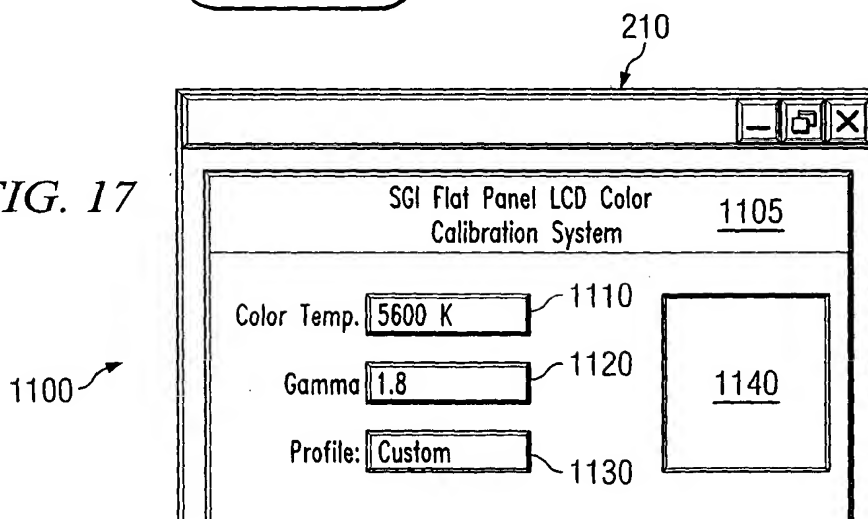 210
FIG. 17
SGI Flat Panel LCD Color
Calibration System
1105
Color Temp. 5600 K 1110
Gamma 1.8 1120
1140
1100
Profile: Custom 1130